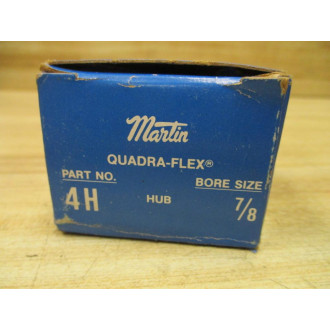 Martin
QUADRA-FLEX®
PART NO. BORE SIZE
4H HUB 7/8